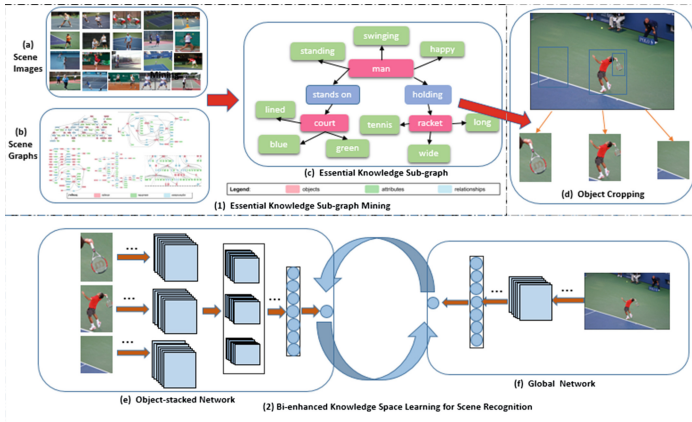 (a)
Scene
Images
(b)
Scene
Graphs
swinging
standing
happy
man
stands on
holding
lined
court
tennis
racket
long
blue
green
wide
(c) Essential Knowledge Sub-graph
Legend: objects attributes relationships
(1) Essential Knowledge Sub-graph Mining
(d) Object Cropping
...
...
...
...
...
...
(e) Object-stacked Network
(f) Global Network
(2) Bi-enhanced Knowledge Space Learning for Scene Recognition